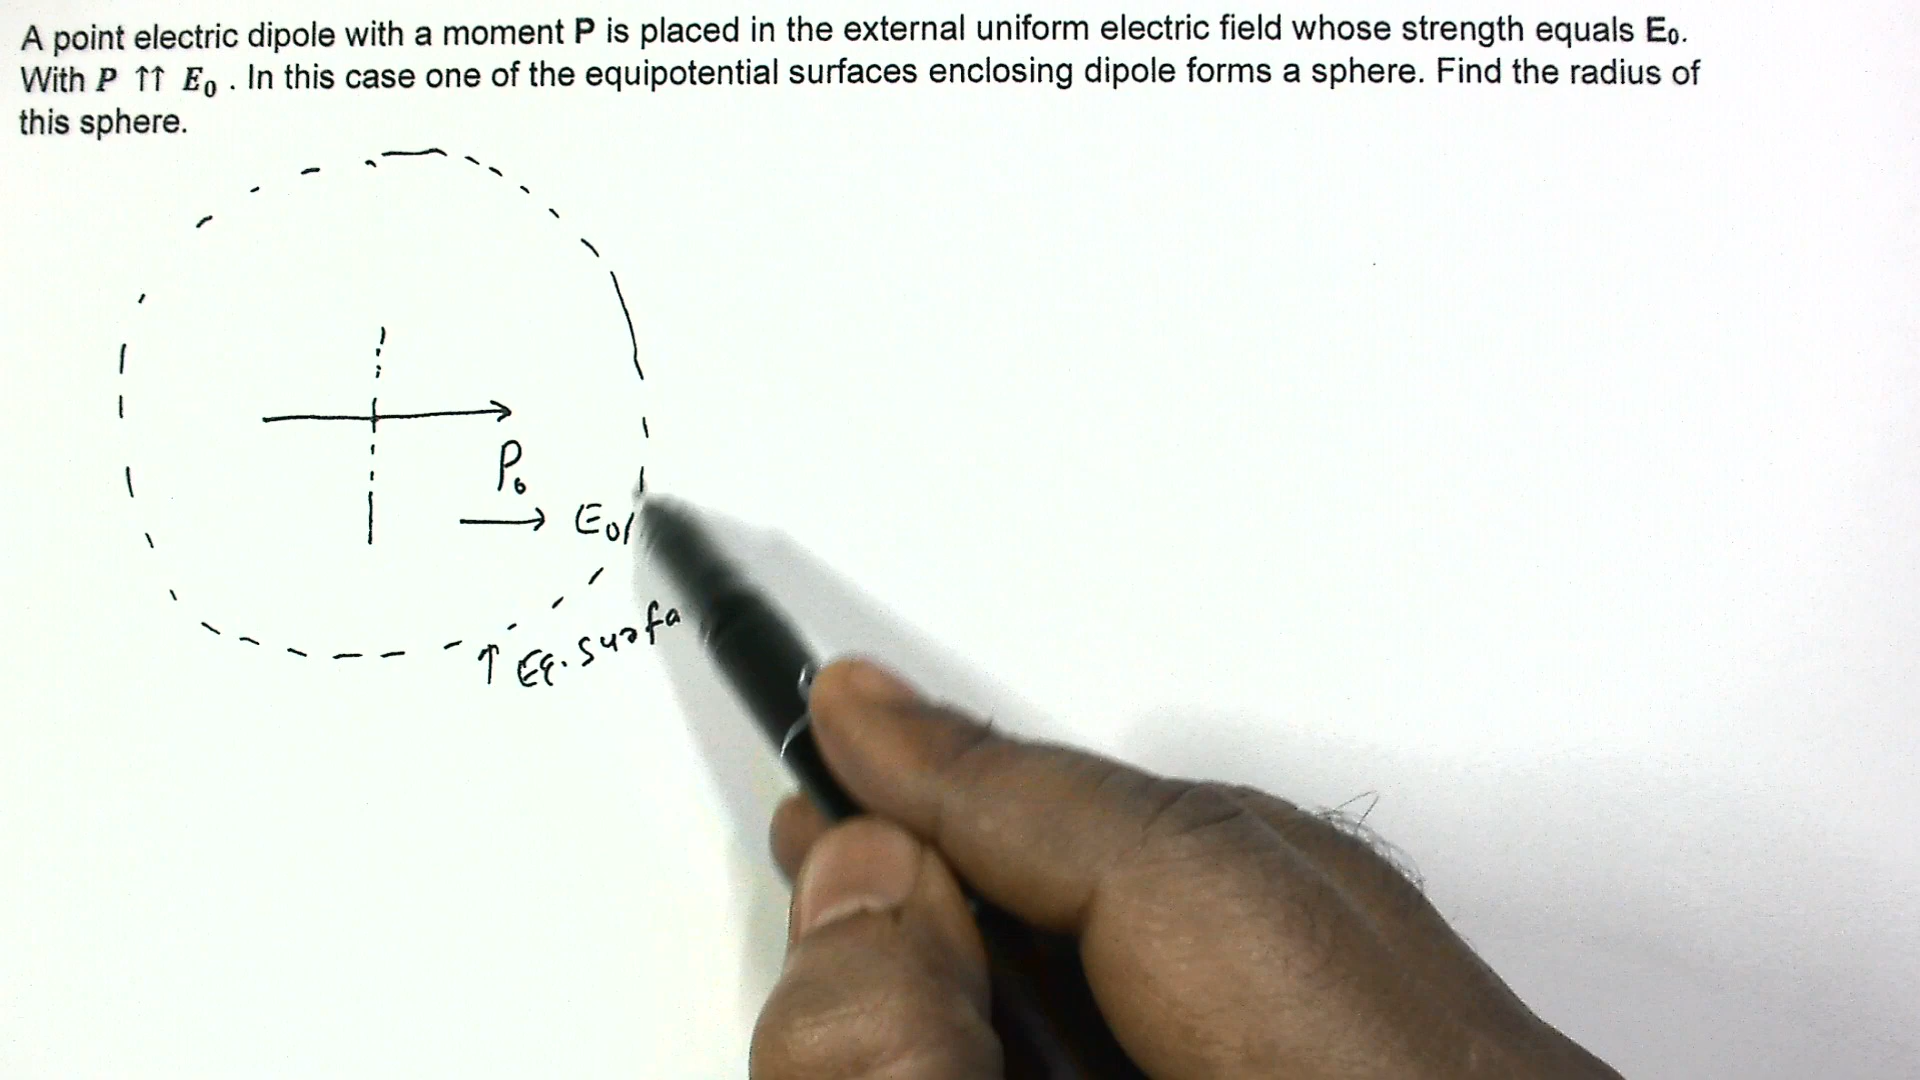 A point electric dipole with a moment P is placed in the external uniform electric field whose strength equals E₀.
With P ↑↑ E₀ . In this case one of the equipotential surfaces enclosing dipole forms a sphere. Find the radius of
this sphere.
P₀
→ E₀
↑ Eq. surfa